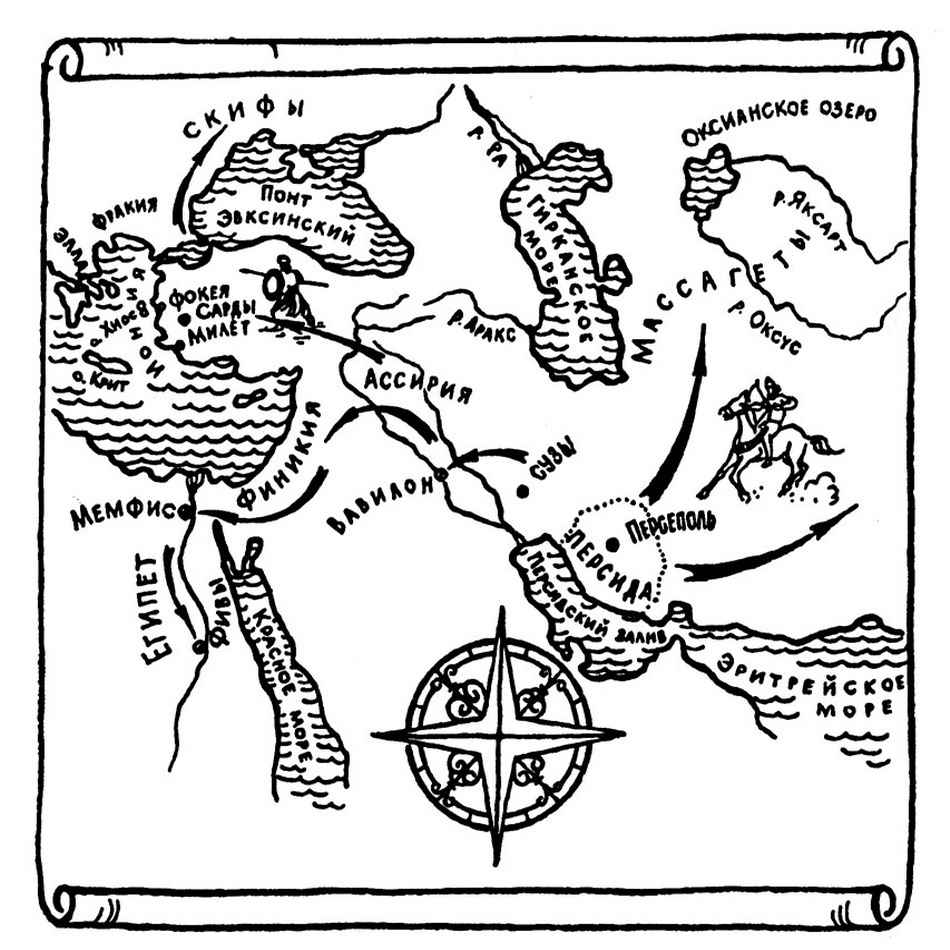 СКИФЫ
р. РА
ОКСИАНСКОЕ ОЗЕРО
Понт
Эвксинский
ФРАКИЯ
р. Яксарт
ГИРКАНСКОЕ
МОРЕ
ЭЛЛА
МАССАГЕТЫ
ФОКЕЯ
САРДЫ
МИЛЕТ
о. Хиос
р. АРАКС
р. Оксус
о. Крит
АССИРИЯ
ФИНИКИЯ
СУЗЫ
ВАВИЛОН
МЕМФИС
ПЕРСЕПОЛЬ
ПЕРСИДА
ЕГИПЕТ
ФИВЫ
Персидский залив
КРАСНОЕ МОРЕ
ЭРИТРЕЙСКОЕ
МОРЕ